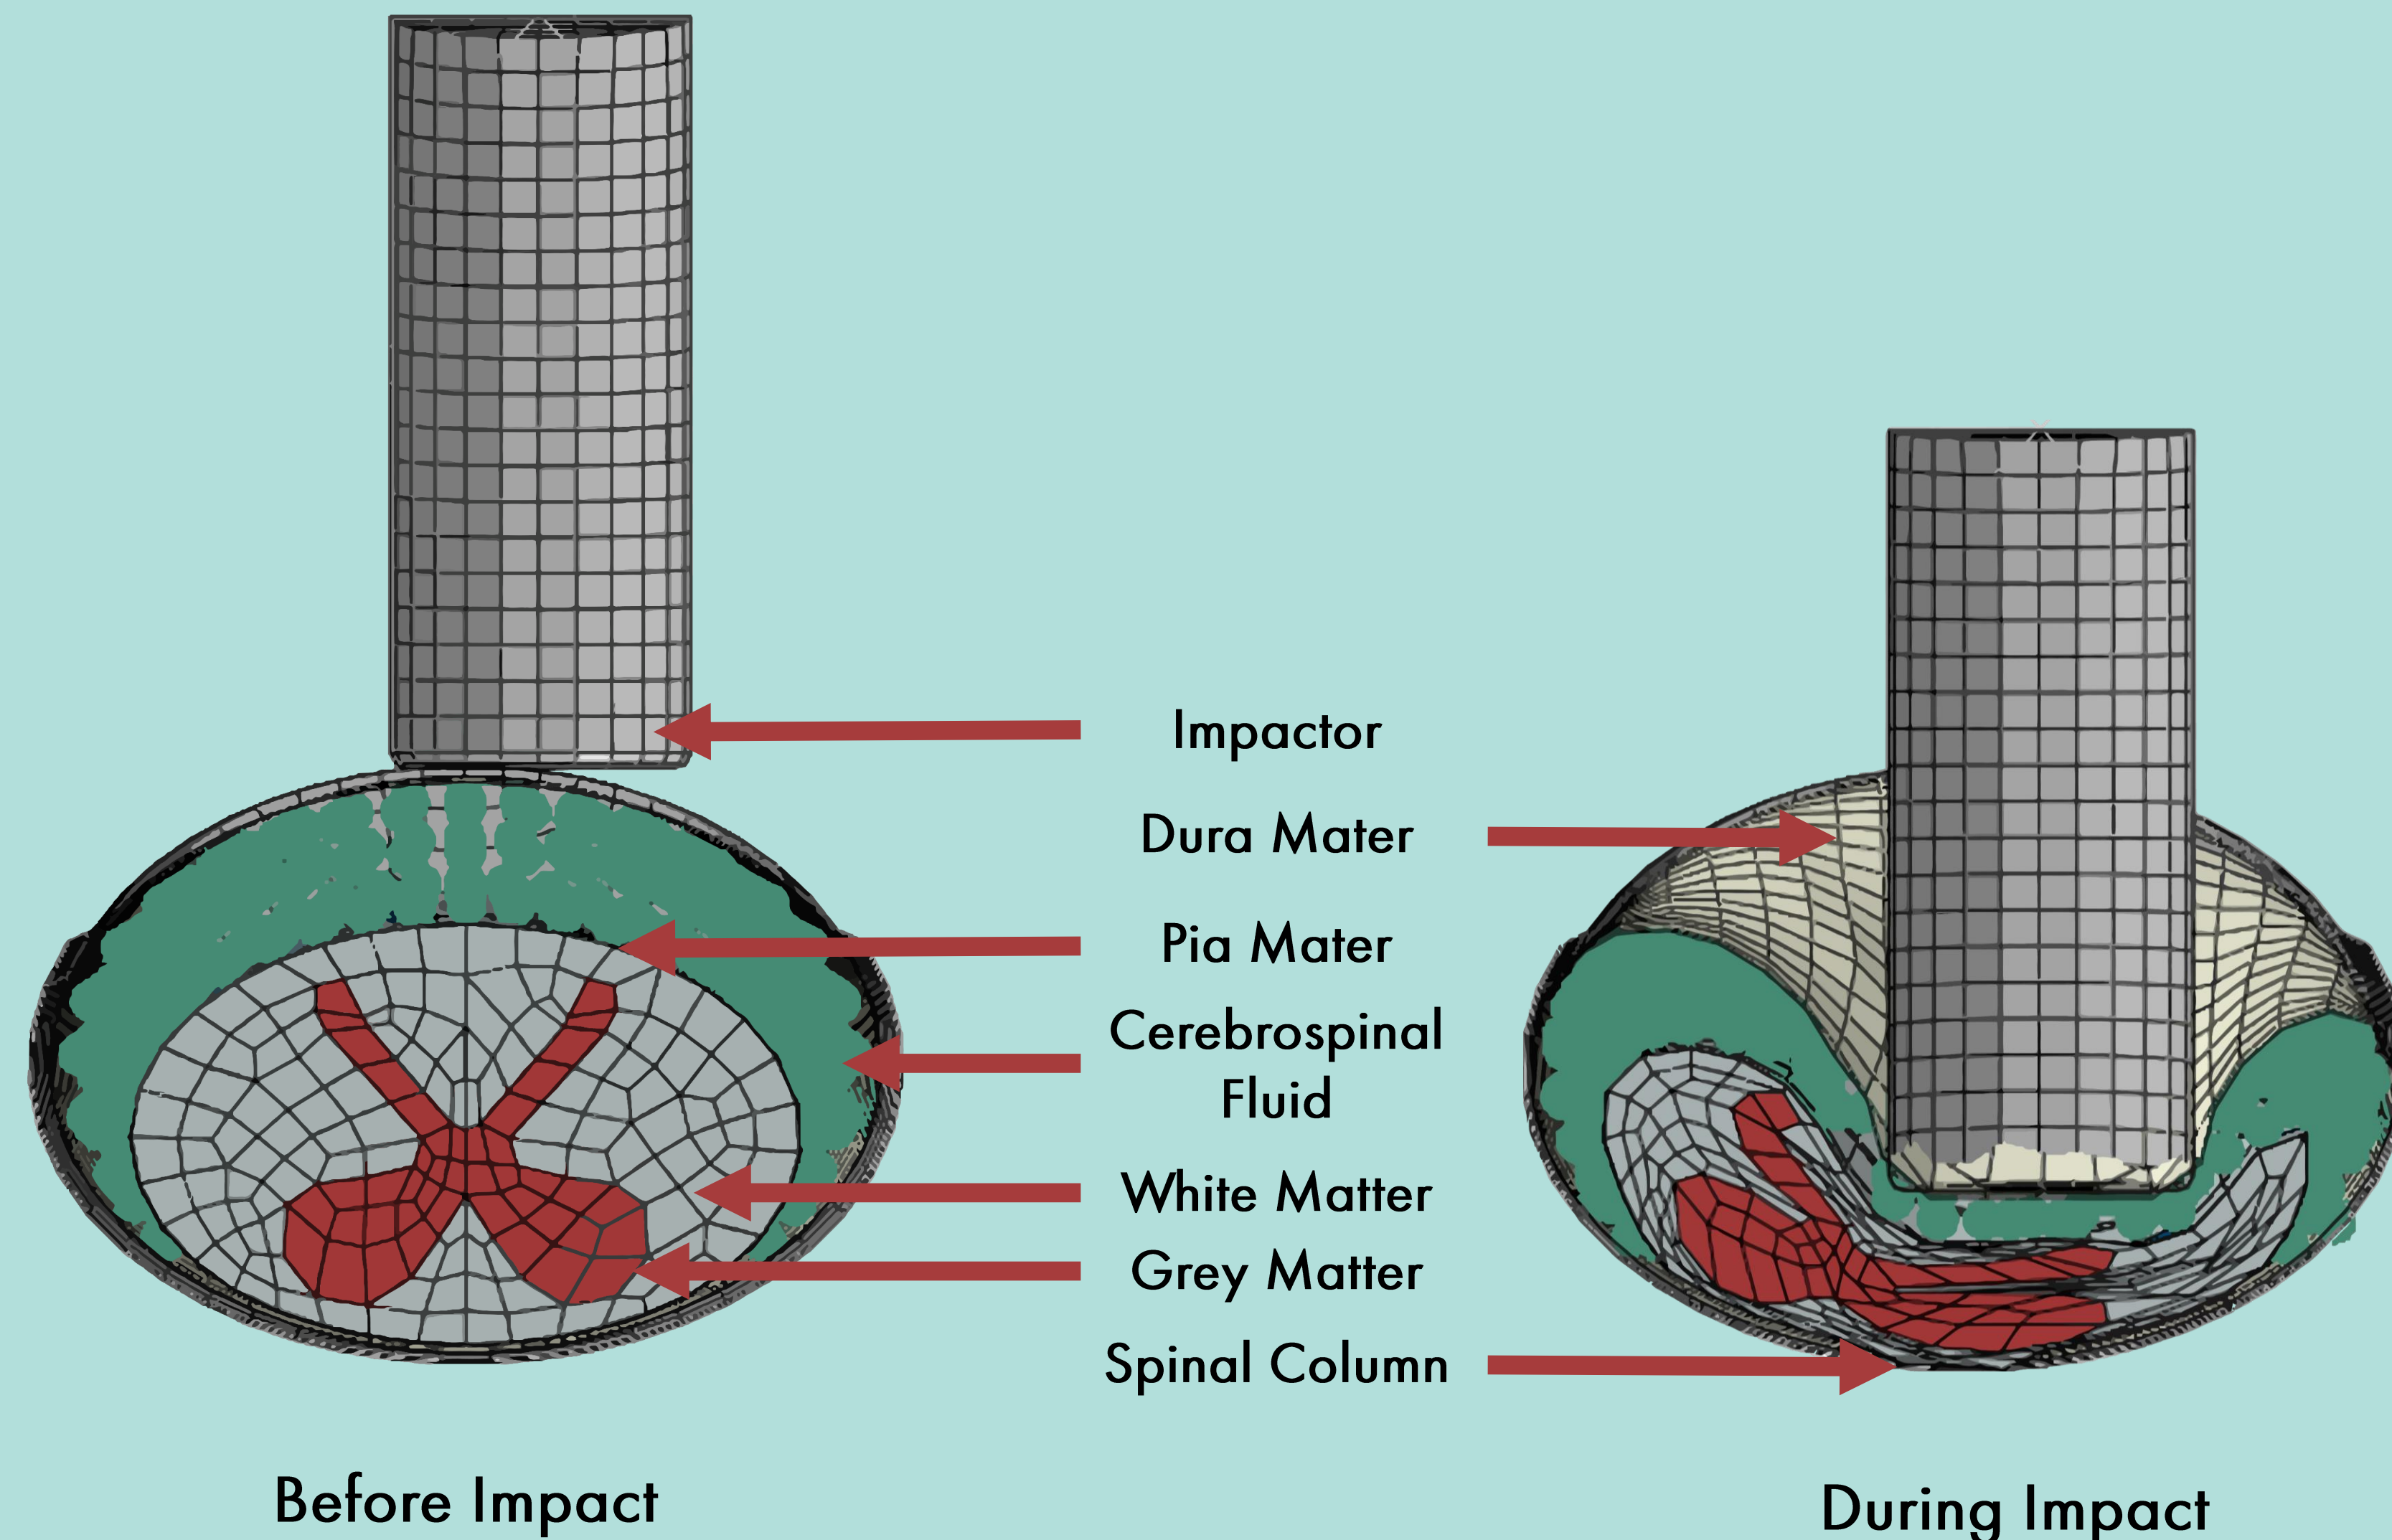 Impactor
Dura Mater
Pia Mater
Cerebrospinal
Fluid
White Matter
Grey Matter
Spinal Column
Before Impact
During Impact